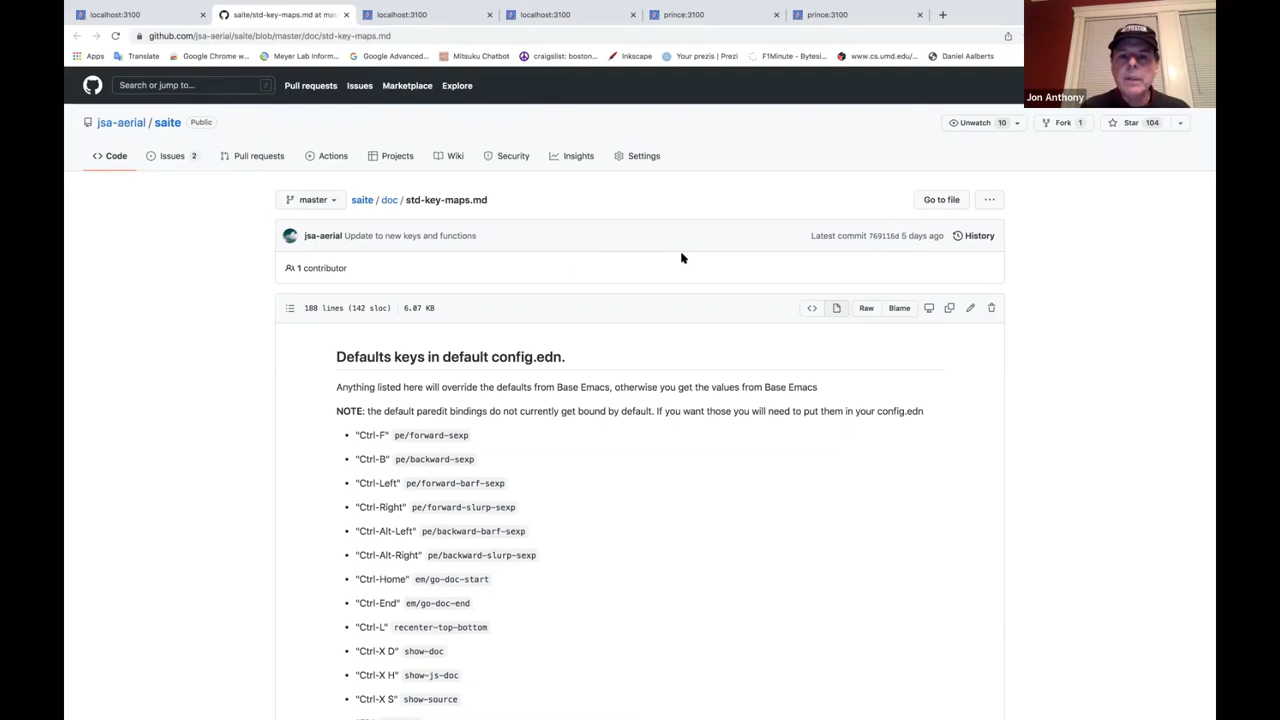 localhost:3100
saite/std-key-maps.md at mas
localhost:3100
localhost:3100
prince:3100
prince:3100
github.com/jsa-aerial/saite/blob/master/doc/std-key-maps.md
Apps
Translate
Google Chrome w...
Meyer Lab Inform...
Google Advanced...
Mitsuku Chatbot
craigslist: boston...
Inkscape
Your prezis | Prezi
F1Minute - Bytesi...
www.cs.umd.edu/...
Daniel Aalberts
Jon Anthony
Search or jump to...
/
Pull requests
Issues
Marketplace
Explore
jsa-aerial / saite
Public
Unwatch 10
Fork 1
Star 104
Code
Issues 2
Pull requests
Actions
Projects
Wiki
Security
Insights
Settings
master
saite / doc / std-key-maps.md
Go to file
...
jsa-aerial Update to new keys and functions
Latest commit 769116d 5 days ago
History
1 contributor
188 lines (142 sloc) | 6.07 KB
<>
Raw
Blame
Defaults keys in default config.edn.
Anything listed here will override the defaults from Base Emacs, otherwise you get the values from Base Emacs
NOTE: the default paredit bindings do not currently get bound by default. If you want those you will need to put them in your config.edn
• "Ctrl-F" pe/forward-sexp
• "Ctrl-B" pe/backward-sexp
• "Ctrl-Left" pe/forward-barf-sexp
• "Ctrl-Right" pe/forward-slurp-sexp
• "Ctrl-Alt-Left" pe/backward-barf-sexp
• "Ctrl-Alt-Right" pe/backward-slurp-sexp
• "Ctrl-Home" em/go-doc-start
• "Ctrl-End" em/go-doc-end
• "Ctrl-L" recenter-top-bottom
• "Ctrl-X D" show-doc
• "Ctrl-X H" show-js-doc
• "Ctrl-X S" show-source